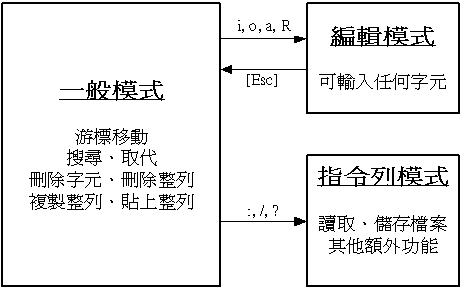 一般模式
游標移動
搜尋、取代
刪除字元、刪除整列
複製整列、貼上整列
i, o, a, R
[Esc]
編輯模式
可輸入任何字元
:, /, ?
指令列模式
讀取、儲存檔案
其他額外功能